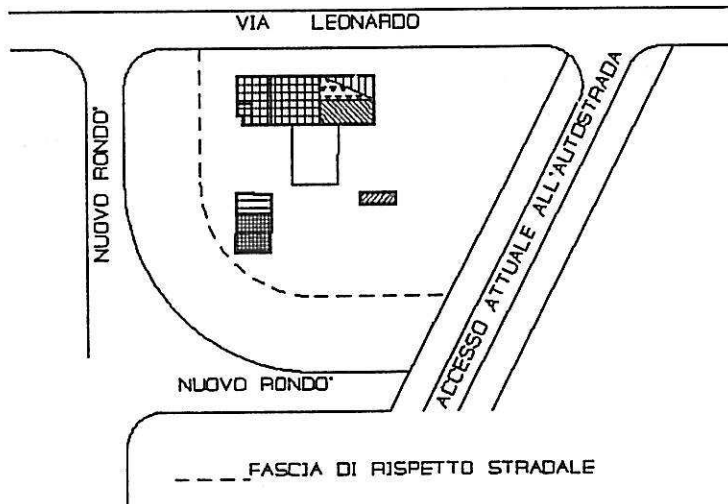 VIA LEONARDO
NUOVO RONDO'
ACCESSO ATTUALE ALL'AUTOSTRADA
NUOVO RONDO'
FASCIA DI RISPETTO STRADALE